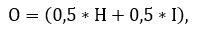 O = (0,5 * H + 0,5 * I),